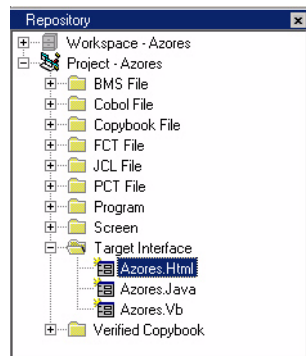 Repository
Workspace - Azores
Project - Azores
BMS File
Cobol File
Copybook File
FCT File
JCL File
PCT File
Program
Screen
Target Interface
Azores.Html
Azores.Java
Azores.Vb
Verified Copybook